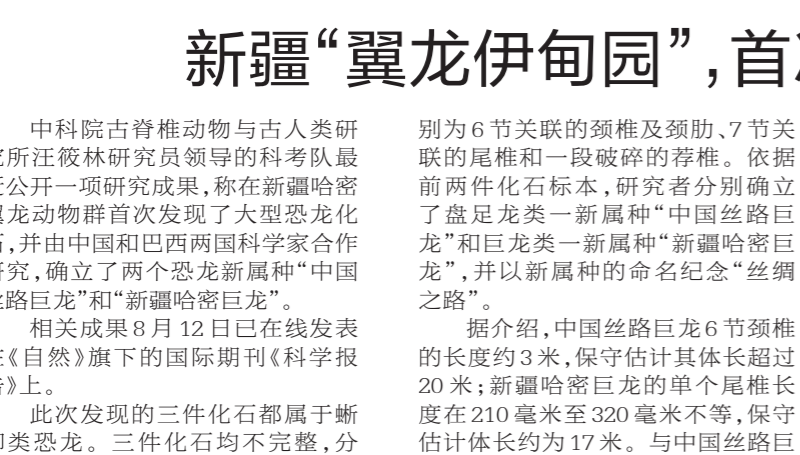 新疆“翼龙伊甸园”,首
中科院古脊椎动物与古人类研
所汪筱林研究员领导的科考队最
公开一项研究成果,称在新疆哈密
龙动物群首次发现了大型恐龙化
,并由中国和巴西两国科学家合作
究,确立了两个恐龙新属种“中国
路巨龙”和“新疆哈密巨龙”。
相关成果8月12日已在线发表
《自然》旗下的国际期刊《科学报
》上。
此次发现的三件化石都属于蜥
类恐龙。三件化石均不完整,分
别为6节关联的颈椎及颈肋、7节关
联的尾椎和一段破碎的荐椎。依据
前两件化石标本,研究者分别确立
了盘足龙类一新属种“中国丝路巨
龙”和巨龙类一新属种“新疆哈密巨
龙”,并以新属种的命名纪念“丝绸
之路”。
据介绍,中国丝路巨龙6节颈椎
的长度约3米,保守估计其体长超过
20米;新疆哈密巨龙的单个尾椎长
度在210毫米至320毫米不等,保守
估计体长约为17米。与中国丝路巨